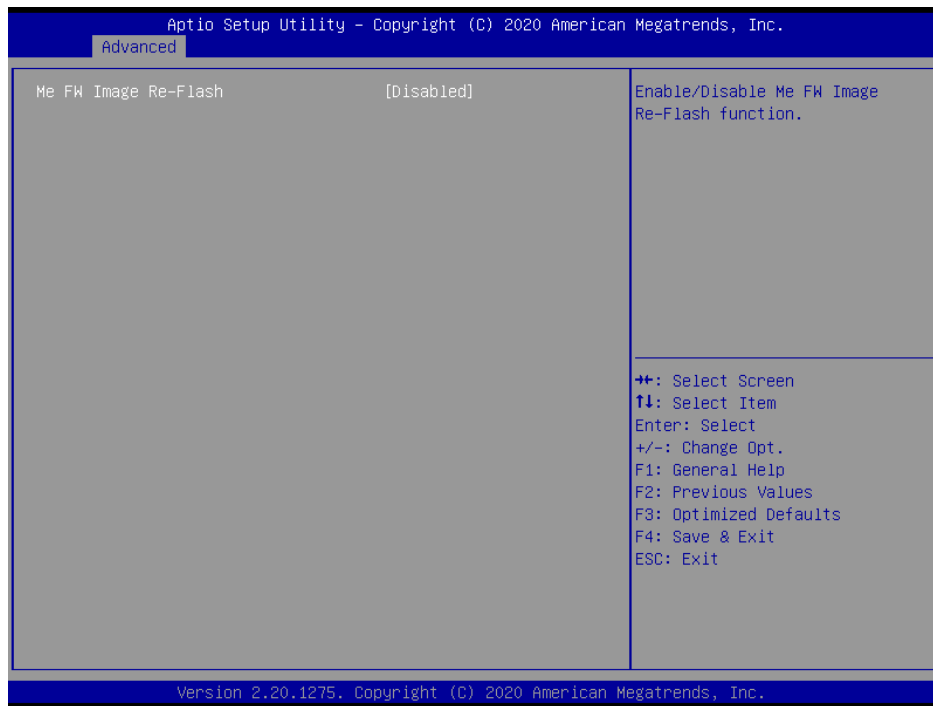 Aptio Setup Utility – Copyright (C) 2020 American Megatrends, Inc.
Advanced
Me FW Image Re-Flash [Disabled]
Enable/Disable Me FW Image
Re-Flash function.
→←: Select Screen
↑↓: Select Item
Enter: Select
+/-: Change Opt.
F1: General Help
F2: Previous Values
F3: Optimized Defaults
F4: Save & Exit
ESC: Exit
Version 2.20.1275. Copyright (C) 2020 American Megatrends, Inc.